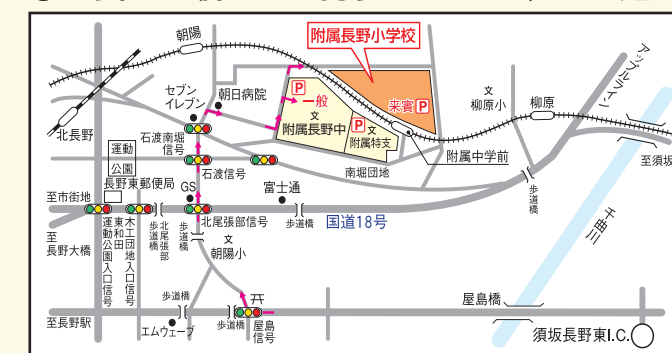 朝陽
附属長野小学校
アップルライン
セブン
イレブン
朝日病院
P
一般
文
附属長野中
来賓 P
P
文
附属特支
文
柳原小
柳原
北長野
石渡南堀
信号
附属中学前
至須坂
運動
公園
石渡信号
南堀団地
長野東郵便局
GS
富士通
歩道橋
至市街地
北尾張部信号
歩道橋
国道18号
千曲川
至
長野大橋
東和田
運動公園入口信号
木工団地入口信号
歩道橋
北尾張部
歩道橋
文
朝陽小
歩道橋
屋島橋
至長野駅
エムウェーブ
歩道橋
屋島
信号
須坂長野東I.C.